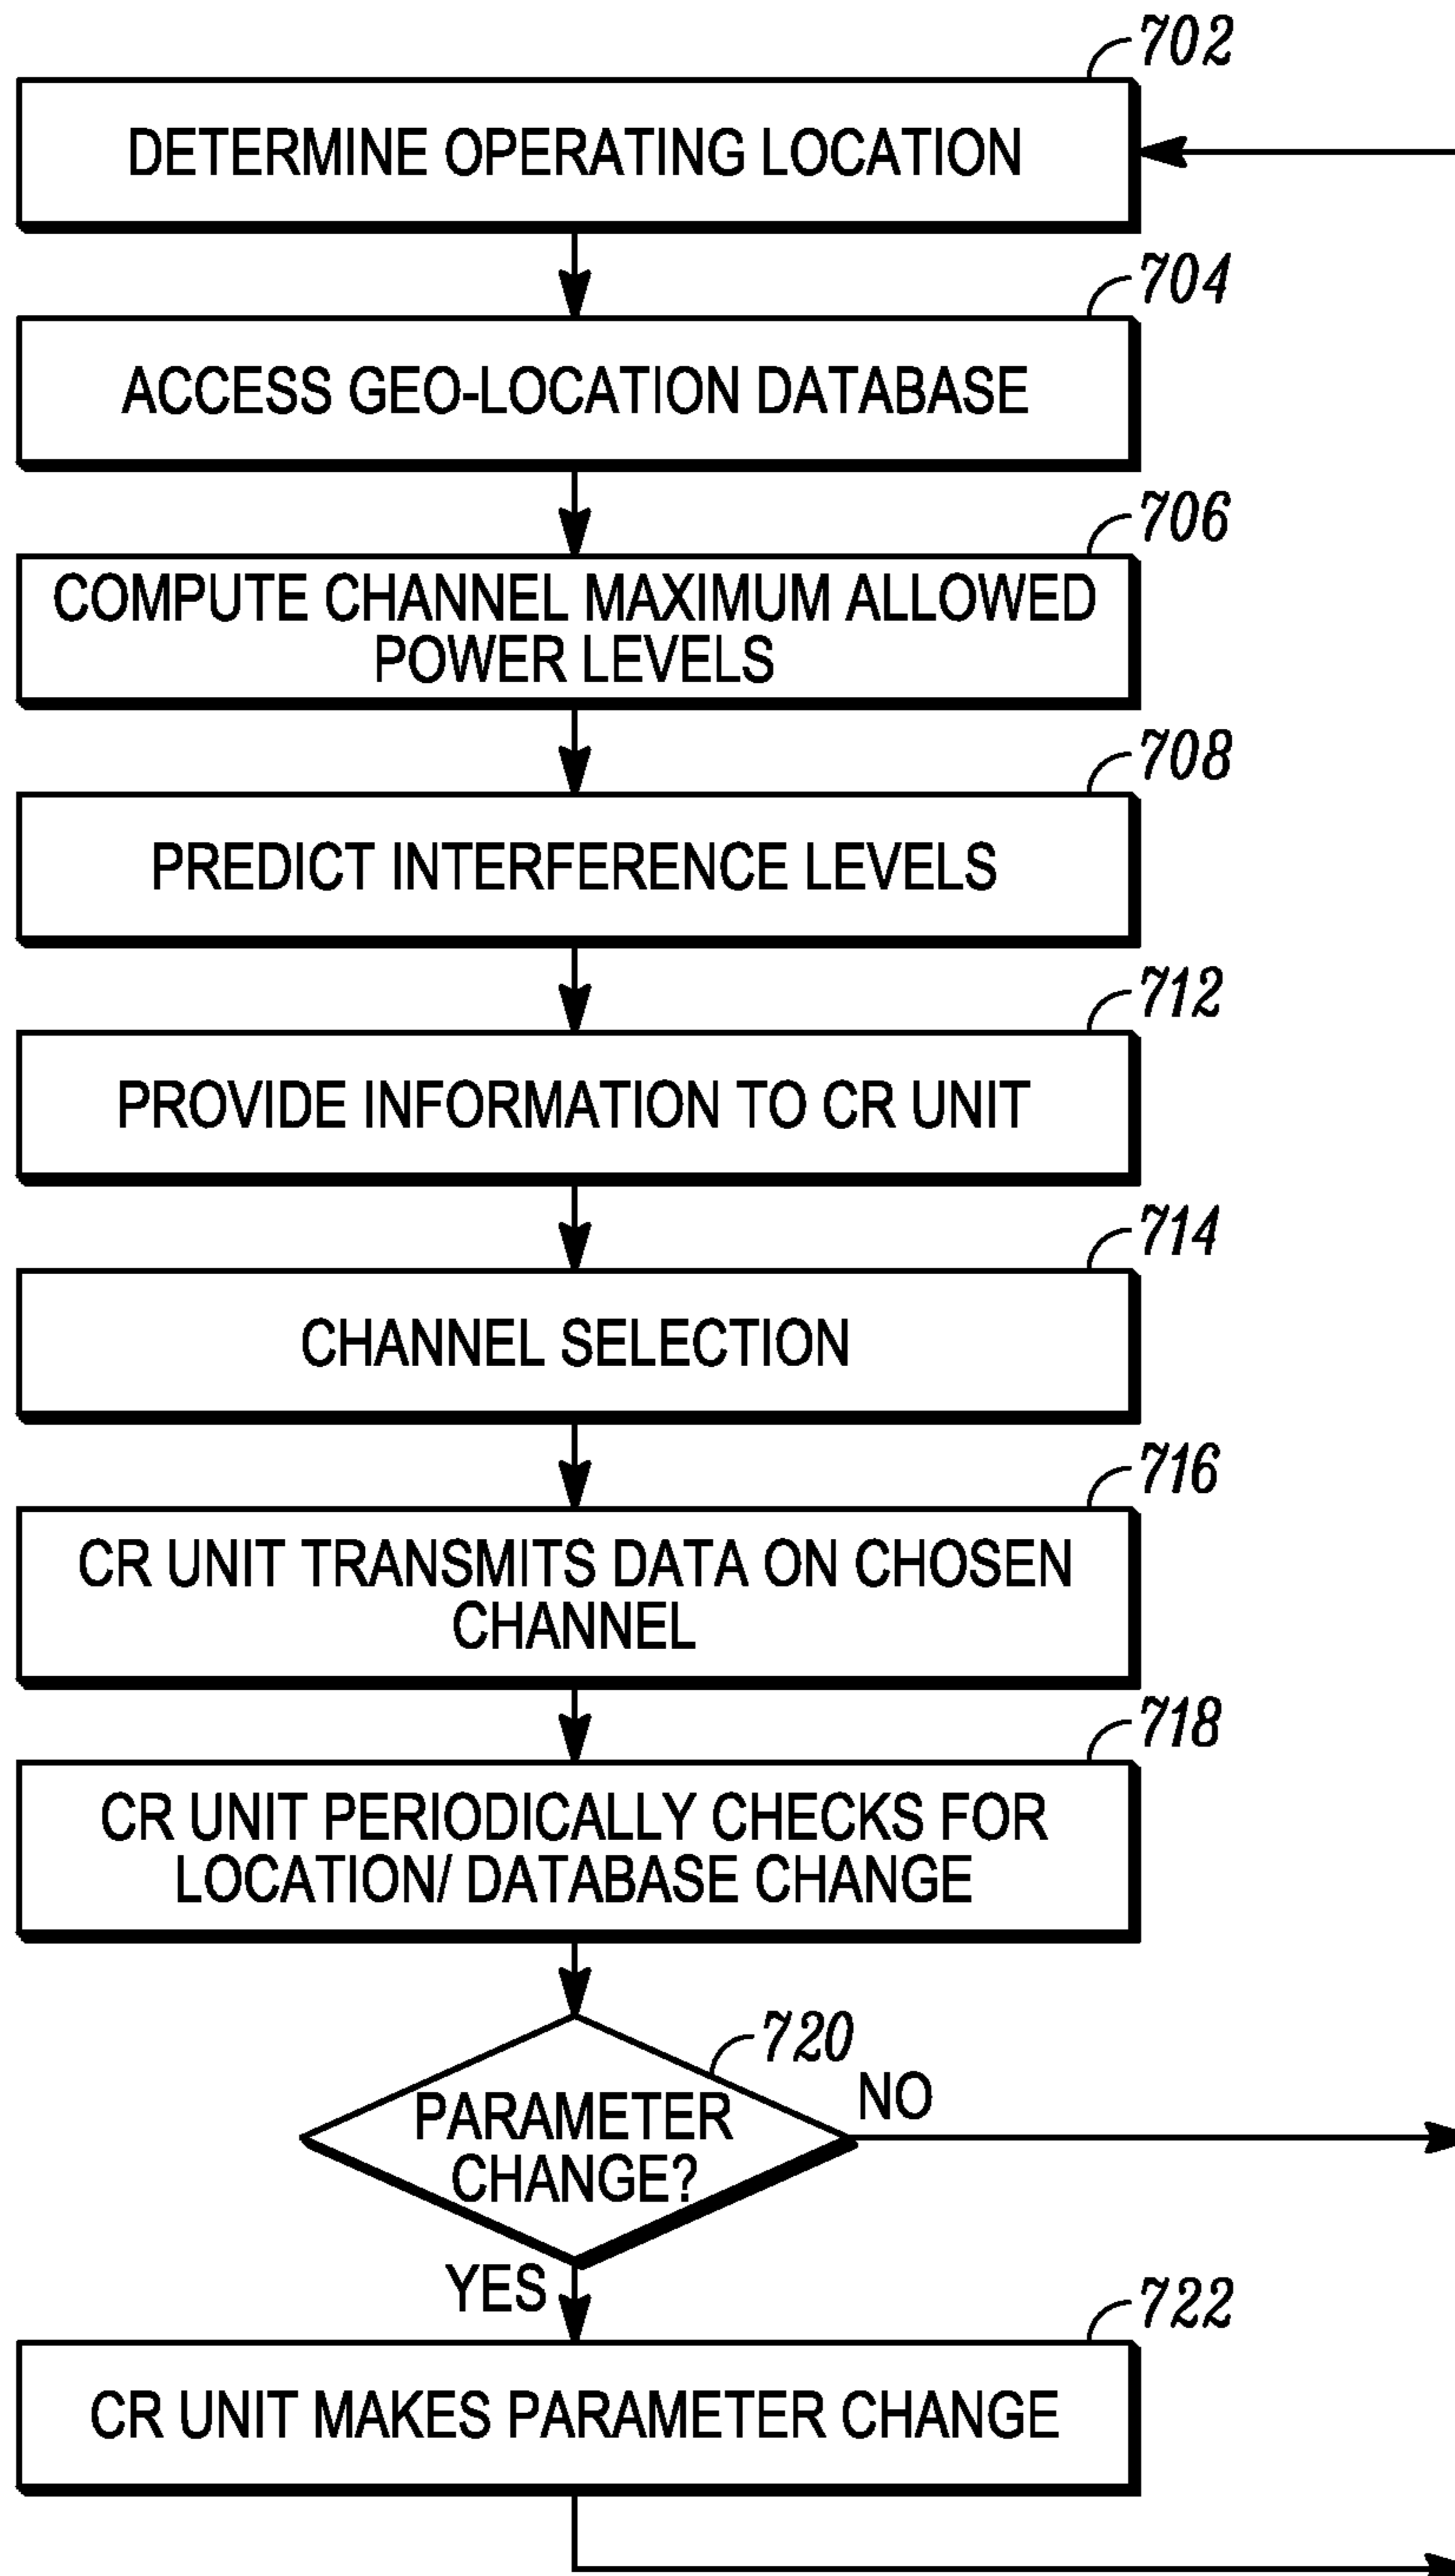 702
DETERMINE OPERATING LOCATION
704
ACCESS GEO-LOCATION DATABASE
706
COMPUTE CHANNEL MAXIMUM ALLOWED
POWER LEVELS
708
PREDICT INTERFERENCE LEVELS
712
PROVIDE INFORMATION TO CR UNIT
714
CHANNEL SELECTION
716
CR UNIT TRANSMITS DATA ON CHOSEN
CHANNEL
718
CR UNIT PERIODICALLY CHECKS FOR
LOCATION/ DATABASE CHANGE
720
PARAMETER
CHANGE?
NO
YES
722
CR UNIT MAKES PARAMETER CHANGE